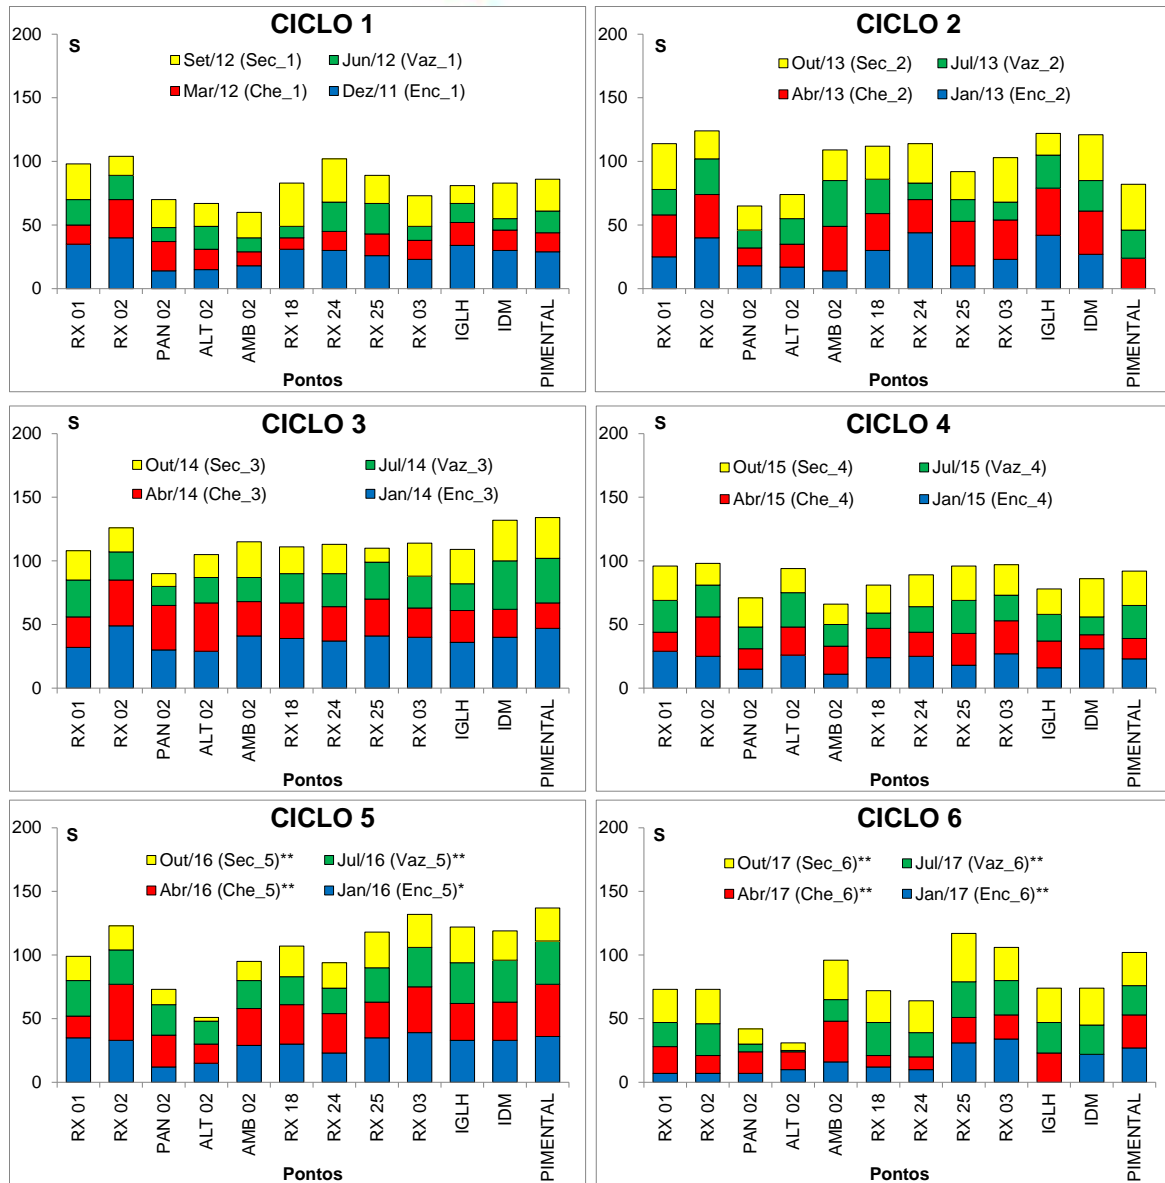 CICLO 1
S
200
150
100
50
0
Set/12 (Sec_1) Jun/12 (Vaz_1)
Mar/12 (Che_1) Dez/11 (Enc_1)
RX 01 RX 02 PAN 02 ALT 02 AMB 02 RX 18 RX 24 RX 25 RX 03 IGLH IDM PIMENTAL
Pontos
CICLO 2
S
200
150
100
50
0
Out/13 (Sec_2) Jul/13 (Vaz_2)
Abr/13 (Che_2) Jan/13 (Enc_2)
RX 01 RX 02 PAN 02 ALT 02 AMB 02 RX 18 RX 24 RX 25 RX 03 IGLH IDM PIMENTAL
Pontos
CICLO 3
S
200
150
100
50
0
Out/14 (Sec_3) Jul/14 (Vaz_3)
Abr/14 (Che_3) Jan/14 (Enc_3)
RX 01 RX 02 PAN 02 ALT 02 AMB 02 RX 18 RX 24 RX 25 RX 03 IGLH IDM PIMENTAL
Pontos
CICLO 4
S
200
150
100
50
0
Out/15 (Sec_4) Jul/15 (Vaz_4)
Abr/15 (Che_4) Jan/15 (Enc_4)
RX 01 RX 02 PAN 02 ALT 02 AMB 02 RX 18 RX 24 RX 25 RX 03 IGLH IDM PIMENTAL
Pontos
CICLO 5
S
200
150
100
50
0
Out/16 (Sec_5)** Jul/16 (Vaz_5)**
Abr/16 (Che_5)** Jan/16 (Enc_5)*
RX 01 RX 02 PAN 02 ALT 02 AMB 02 RX 18 RX 24 RX 25 RX 03 IGLH IDM PIMENTAL
Pontos
CICLO 6
S
200
150
100
50
0
Out/17 (Sec_6)** Jul/17 (Vaz_6)**
Abr/17 (Che_6)** Jan/17 (Enc_6)**
RX 01 RX 02 PAN 02 ALT 02 AMB 02 RX 18 RX 24 RX 25 RX 03 IGLH IDM PIMENTAL
Pontos